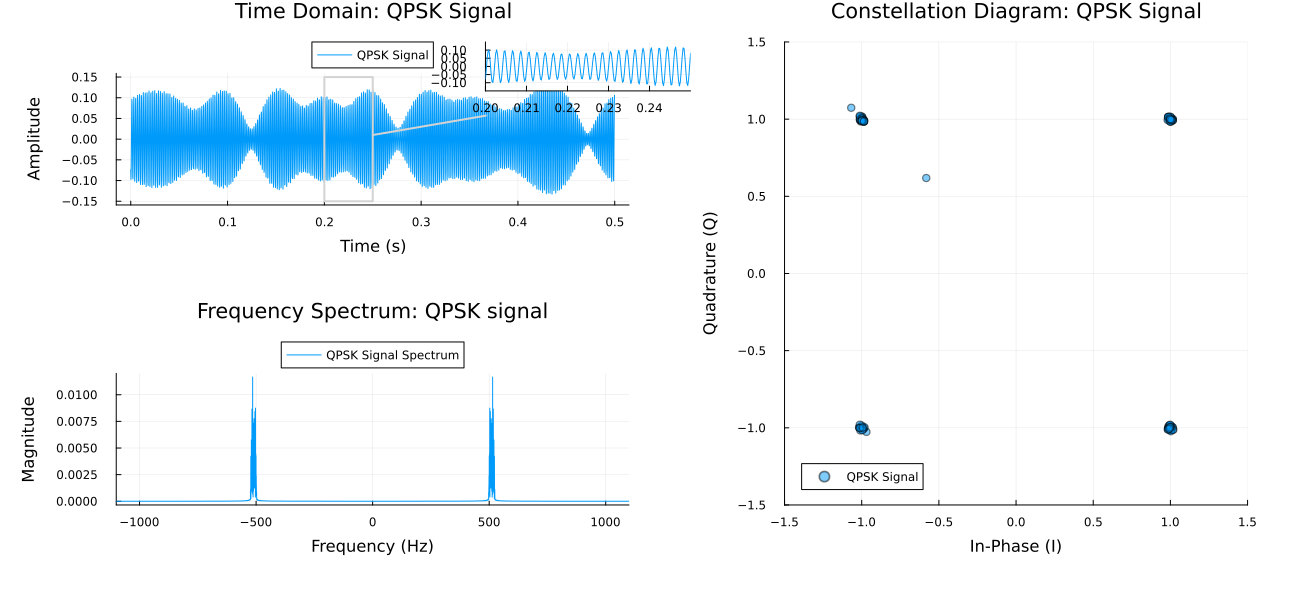 Time Domain: QPSK Signal
QPSK Signal
0.10
0.05
0.00
−0.05
−0.10
0.20 0.21 0.22 0.23 0.24
0.15
0.10
0.05
0.00
−0.05
−0.10
−0.15
Amplitude
0.0 0.1 0.2 0.3 0.4 0.5
Time (s)
Frequency Spectrum: QPSK signal
QPSK Signal Spectrum
0.0100
0.0075
0.0050
0.0025
0.0000
Magnitude
−1000 −500 0 500 1000
Frequency (Hz)
Constellation Diagram: QPSK Signal
1.5
1.0
0.5
0.0
−0.5
−1.0
−1.5
Quadrature (Q)
QPSK Signal
−1.5 −1.0 −0.5 0.0 0.5 1.0 1.5
In-Phase (I)